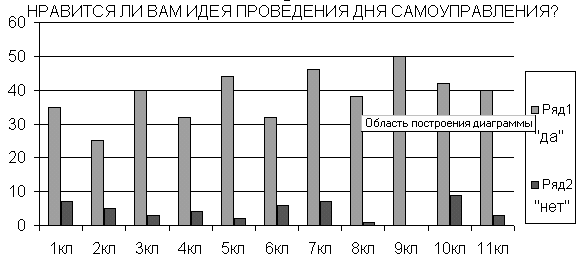 НРАВИТСЯ ЛИ ВАМ ИДЕЯ ПРОВЕДЕНИЯ ДНЯ САМОУПРАВЛЕНИЯ?
60
50
40
30
20
10
0
Область построения диаграммы
Ряд1
"да"
Ряд2
"нет"
1кл 2кл 3кл 4кл 5кл 6кл 7кл 8кл 9кл 10кл 11кл